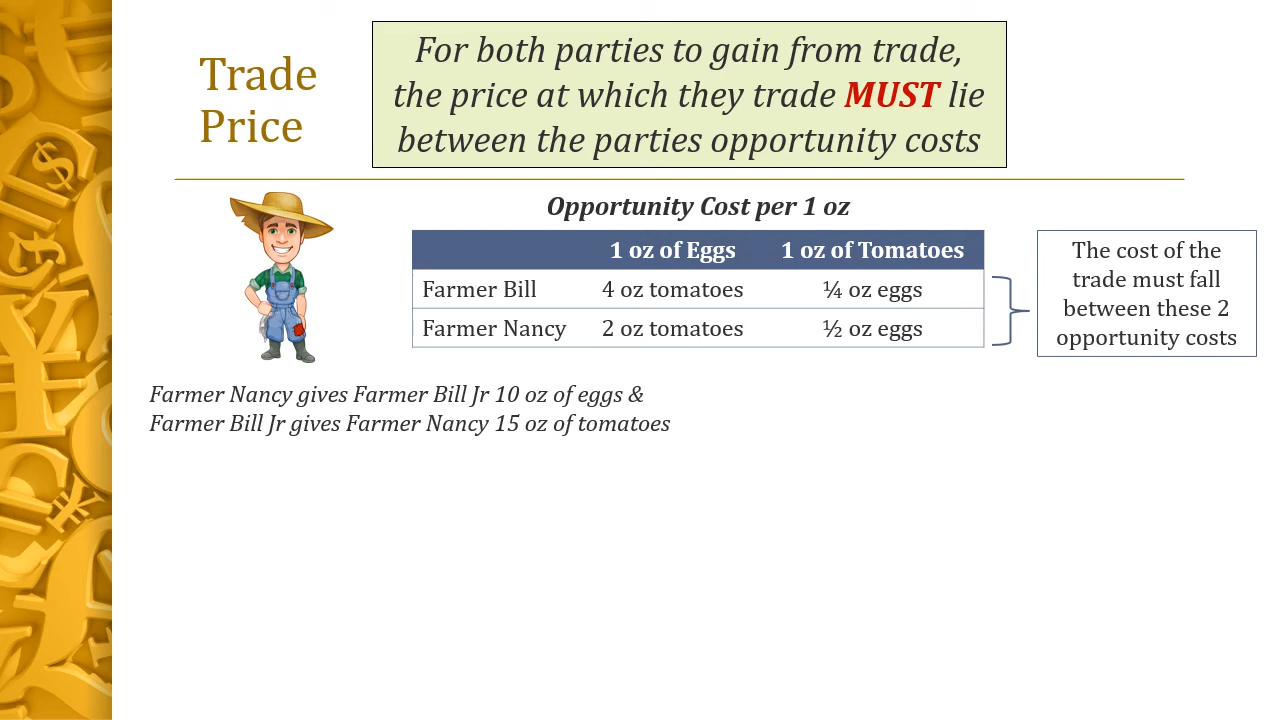 Trade
Price
For both parties to gain from trade,
the price at which they trade MUST lie
between the parties opportunity costs
Opportunity Cost per 1 oz
1 oz of Eggs 1 oz of Tomatoes
Farmer Bill 4 oz tomatoes ¼ oz eggs
Farmer Nancy 2 oz tomatoes ½ oz eggs
The cost of the
trade must fall
between these 2
opportunity costs
Farmer Nancy gives Farmer Bill Jr 10 oz of eggs &
Farmer Bill Jr gives Farmer Nancy 15 oz of tomatoes